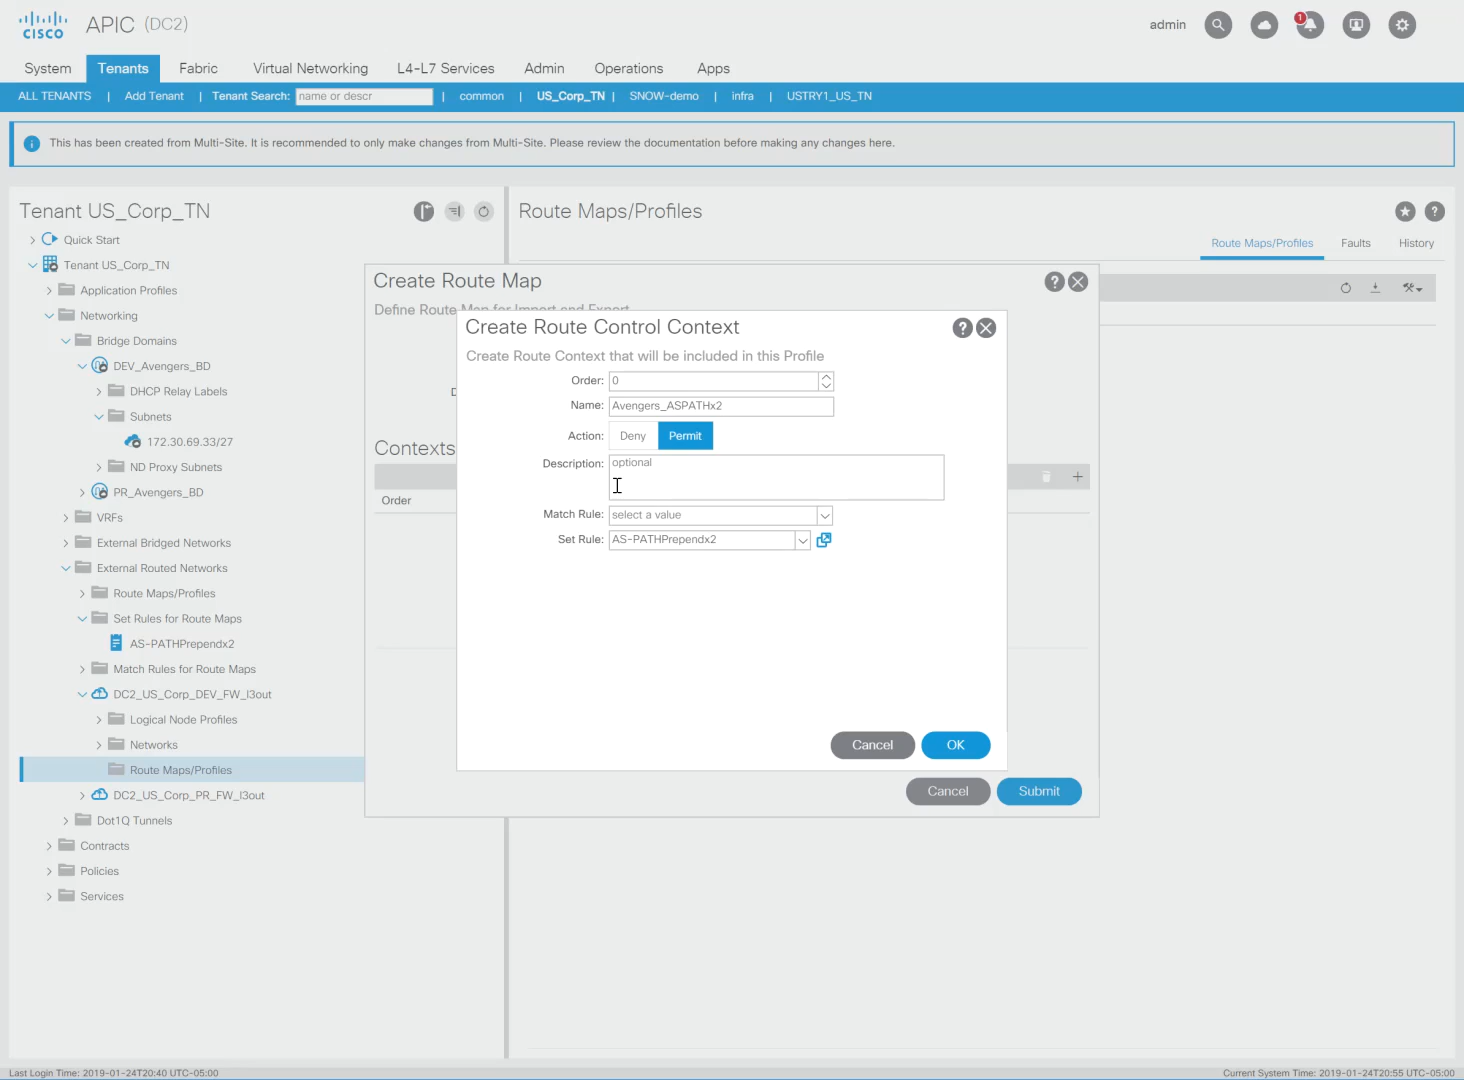 cisco APIC (DC2)
admin
1
System Tenants Fabric Virtual Networking L4-L7 Services Admin Operations Apps
ALL TENANTS | Add Tenant | Tenant Search: name or descr | common | US_Corp_TN | SNOW-demo | infra | USTRY1_US_TN
This has been created from Multi-Site. It is recommended to only make changes from Multi-Site. Please review the documentation before making any changes here.
Tenant US_Corp_TN
Quick Start
Tenant US_Corp_TN
Application Profiles
Networking
Bridge Domains
DEV_Avengers_BD
DHCP Relay Labels
Subnets
172.30.69.33/27
ND Proxy Subnets
PR_Avengers_BD
VRFs
External Bridged Networks
External Routed Networks
Route Maps/Profiles
Set Rules for Route Maps
AS-PATHPrependx2
Match Rules for Route Maps
DC2_US_Corp_DEV_FW_l3out
Logical Node Profiles
Networks
Route Maps/Profiles
DC2_US_Corp_PR_FW_l3out
Dot1Q Tunnels
Contracts
Policies
Services
Route Maps/Profiles
Route Maps/Profiles Faults History
Create Route Map
Define Route Map for Import and Export
D
Contexts
Order
Create Route Control Context
Create Route Context that will be included in this Profile
Order: 0
Name: Avengers_ASPATHx2
Action: Deny Permit
Description: optional
Match Rule: select a value
Set Rule: AS-PATHPrependx2
Cancel OK
Cancel Submit
Last Login Time: 2019-01-24T20:40 UTC-05:00
Current System Time: 2019-01-24T20:55 UTC-05:00